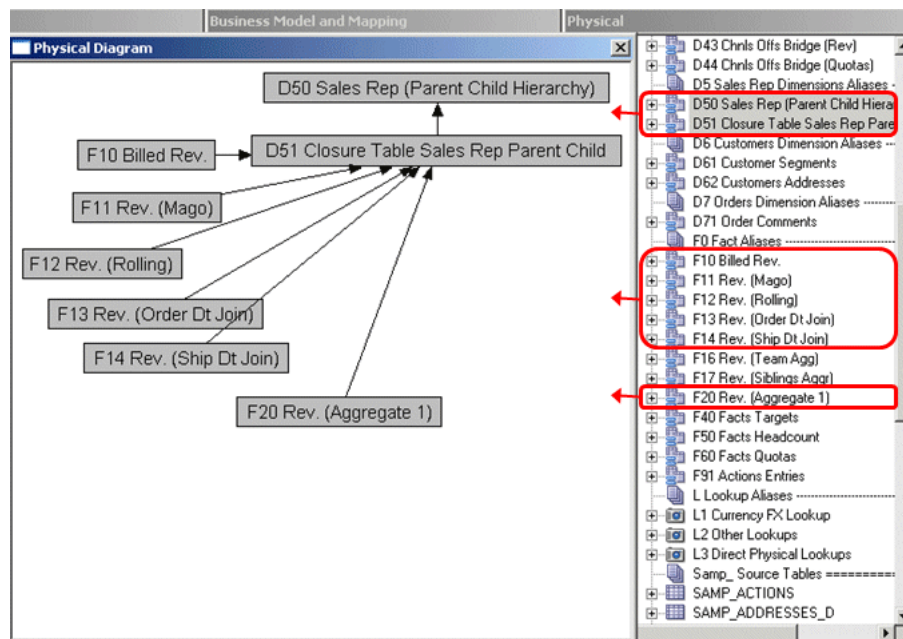 Business Model and Mapping
Physical
Physical Diagram
D50 Sales Rep (Parent Child Hierarchy)
F10 Billed Rev.
D51 Closure Table Sales Rep Parent Child
F11 Rev. (Mago)
F12 Rev. (Rolling)
F13 Rev. (Order Dt Join)
F14 Rev. (Ship Dt Join)
F20 Rev. (Aggregate 1)
D43 Chnls Offs Bridge (Rev)
D44 Chnls Offs Bridge (Quotas)
D5 Sales Rep Dimensions Aliases -
D50 Sales Rep (Parent Child Hiera
D51 Closure Table Sales Rep Pare
D6 Customers Dimension Aliases --
D61 Customer Segments
D62 Customers Addresses
D7 Orders Dimension Aliases -------
D71 Order Comments
F0 Fact Aliases --------------------
F10 Billed Rev.
F11 Rev. (Mago)
F12 Rev. (Rolling)
F13 Rev. (Order Dt Join)
F14 Rev. (Ship Dt Join)
F16 Rev. (Team Agg)
F17 Rev. (Siblings Aggr)
F20 Rev. (Aggregate 1)
F40 Facts Targets
F50 Facts Headcount
F60 Facts Quotas
F91 Actions Entries
L Lookup Aliases --------------------
L1 Currency FX Lookup
L2 Other Lookups
L3 Direct Physical Lookups
Samp_ Source Tables =========
SAMP_ACTIONS
SAMP_ADDRESSES_D